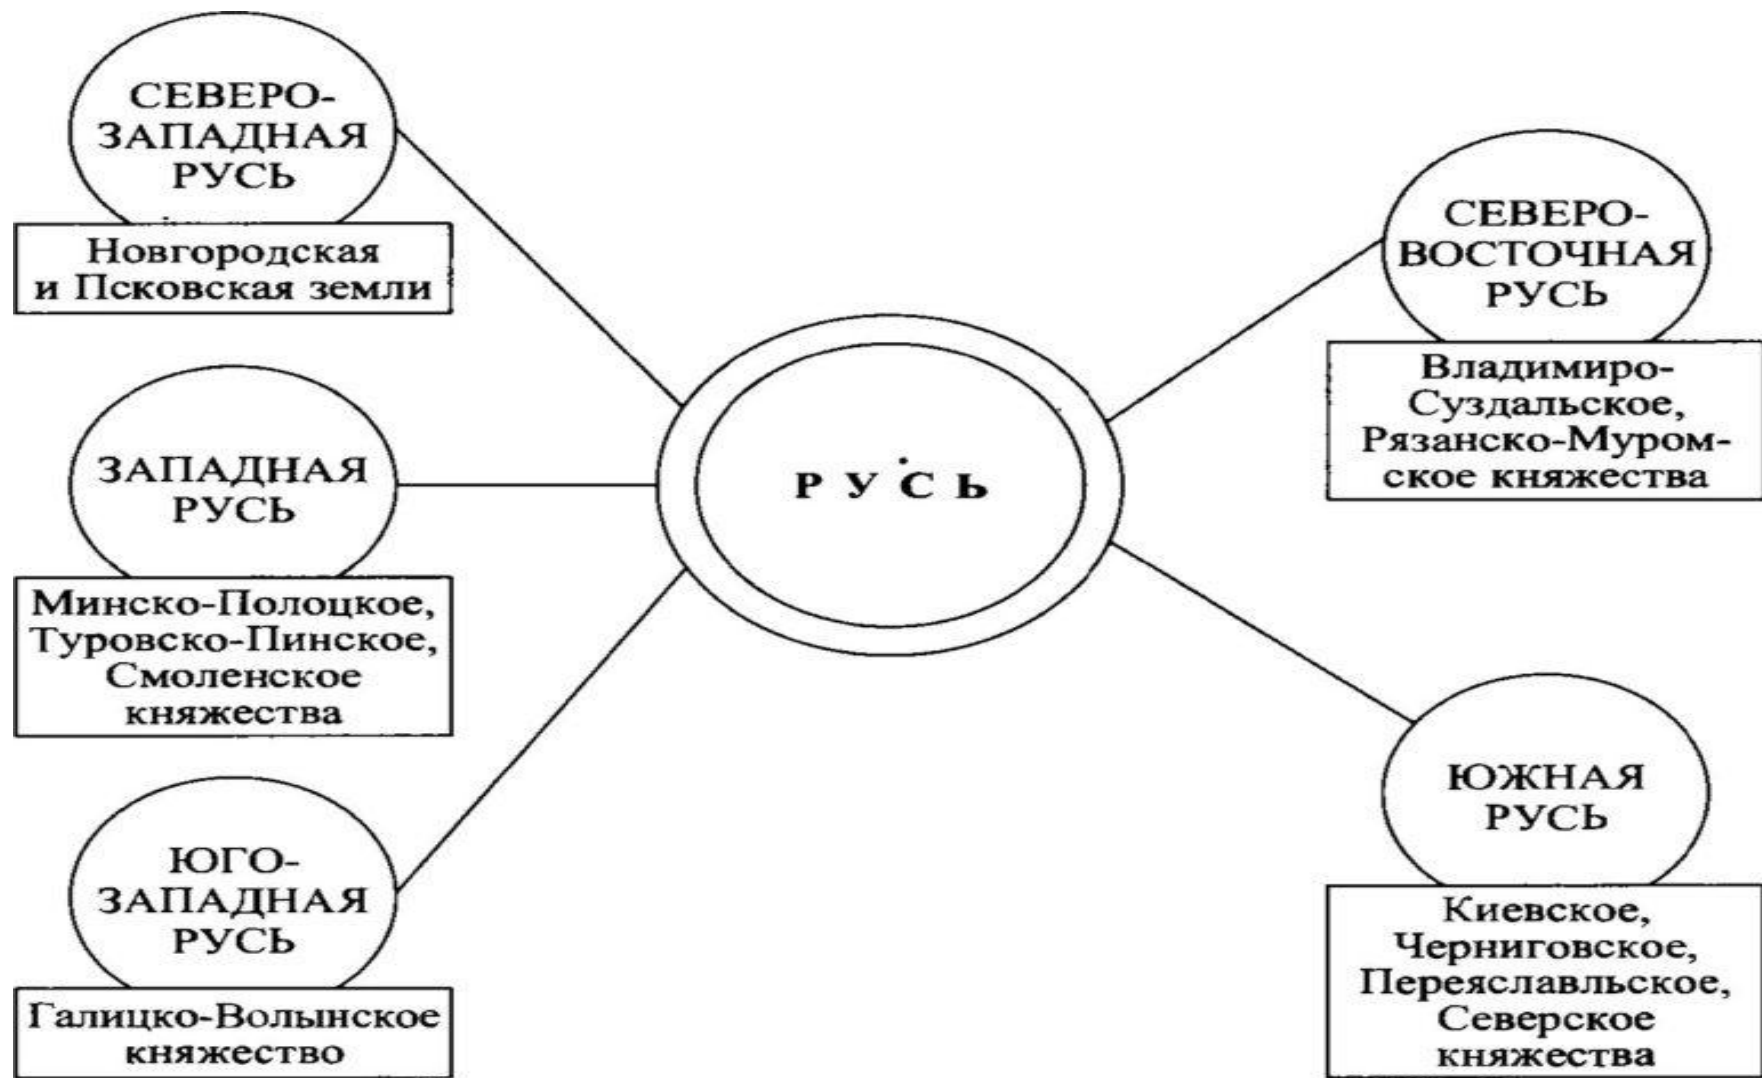 СЕВЕРО-
ЗАПАДНАЯ
РУСЬ
Новгородская
и Псковская земли
ЗАПАДНАЯ
РУСЬ
Минско-Полоцкое,
Туровско-Пинское,
Смоленское
княжества
ЮГО-
ЗАПАДНАЯ
РУСЬ
Галицко-Волынское
княжество
РУСЬ
СЕВЕРО-
ВОСТОЧНАЯ
РУСЬ
Владимиро-
Суздальское,
Рязанско-Муром-
ское княжества
ЮЖНАЯ
РУСЬ
Киевское,
Черниговское,
Переяславльское,
Северское
княжества